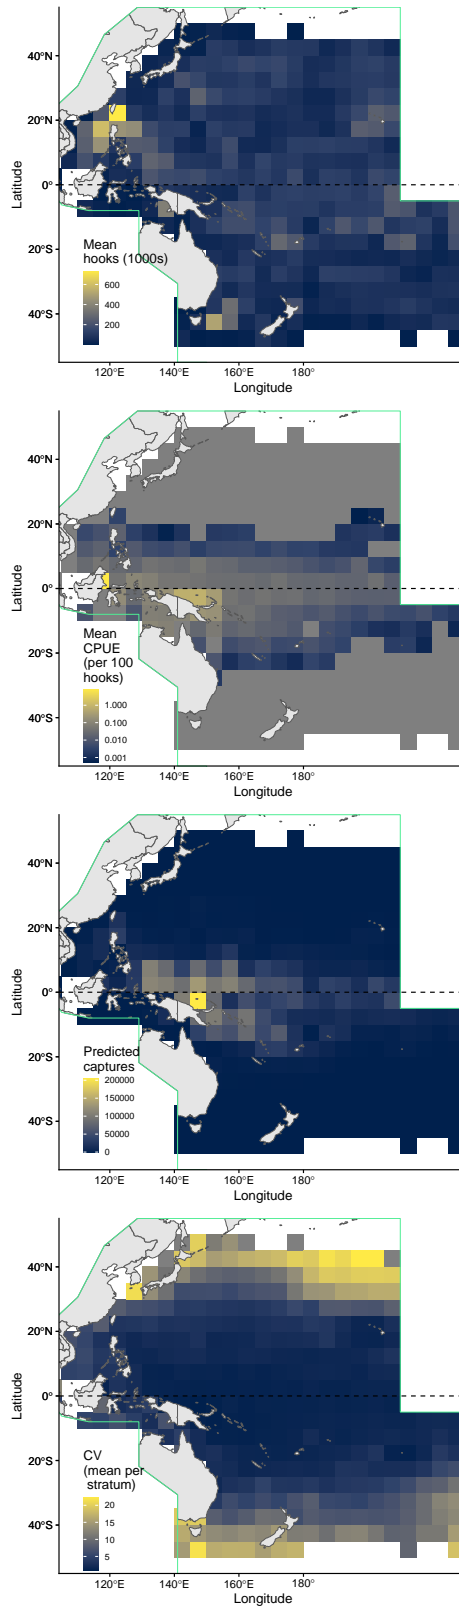 40°N
20°N
0°
20°S
40°S
Latitude
Mean
hooks (1000s)
600
400
200
120°E 140°E 160°E 180°
Longitude
40°N
20°N
0°
20°S
40°S
Latitude
Mean
CPUE
(per 100
hooks)
1.000
0.100
0.010
0.001
120°E 140°E 160°E 180°
Longitude
40°N
20°N
0°
20°S
40°S
Latitude
Predicted
captures
200000
150000
100000
50000
0
120°E 140°E 160°E 180°
Longitude
40°N
20°N
0°
20°S
40°S
Latitude
CV
(mean per
stratum)
20
15
10
5
120°E 140°E 160°E 180°
Longitude